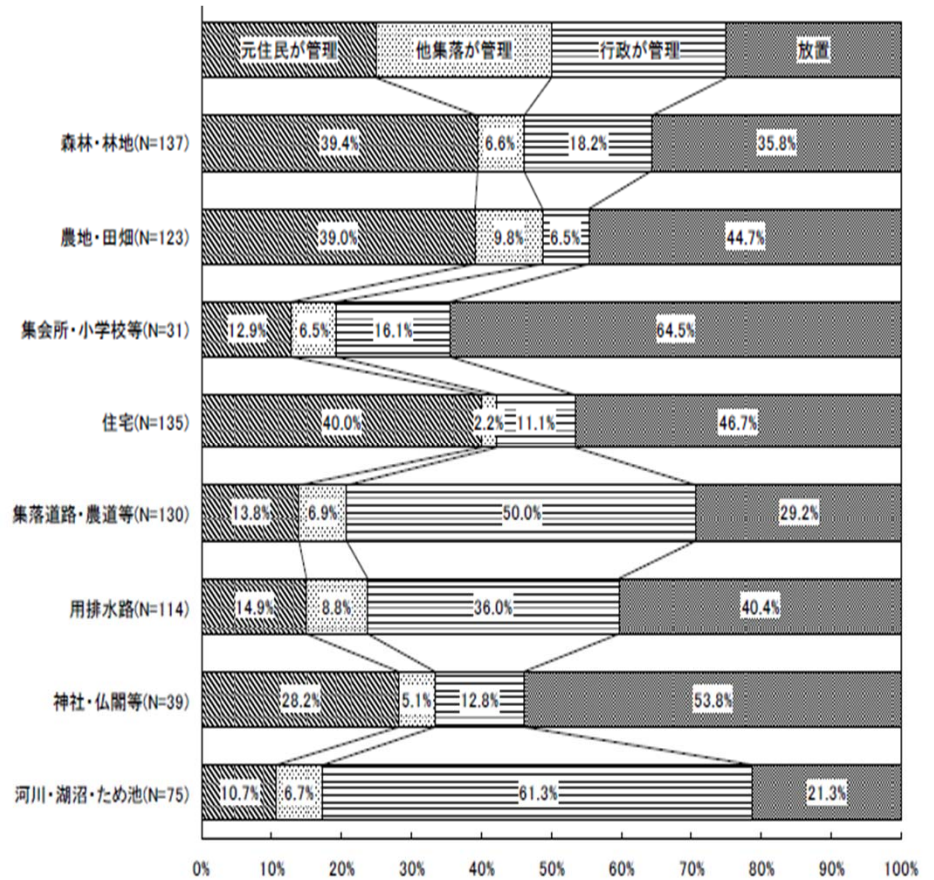 元住民が管理 他集落が管理 行政が管理 放置
森林・林地(N=137) 39.4% 6.6% 18.2% 35.8%
農地・田畑(N=123) 39.0% 9.8% 6.5% 44.7%
集会所・小学校等(N=31) 12.9% 6.5% 16.1% 64.5%
住宅(N=135) 40.0% 2.2% 11.1% 46.7%
集落道路・農道等(N=130) 13.8% 6.9% 50.0% 29.2%
用排水路(N=114) 14.9% 8.8% 36.0% 40.4%
神社・仏閣等(N=39) 28.2% 5.1% 12.8% 53.8%
河川・湖沼・ため池(N=75) 10.7% 6.7% 61.3% 21.3%
0% 10% 20% 30% 40% 50% 60% 70% 80% 90% 100%